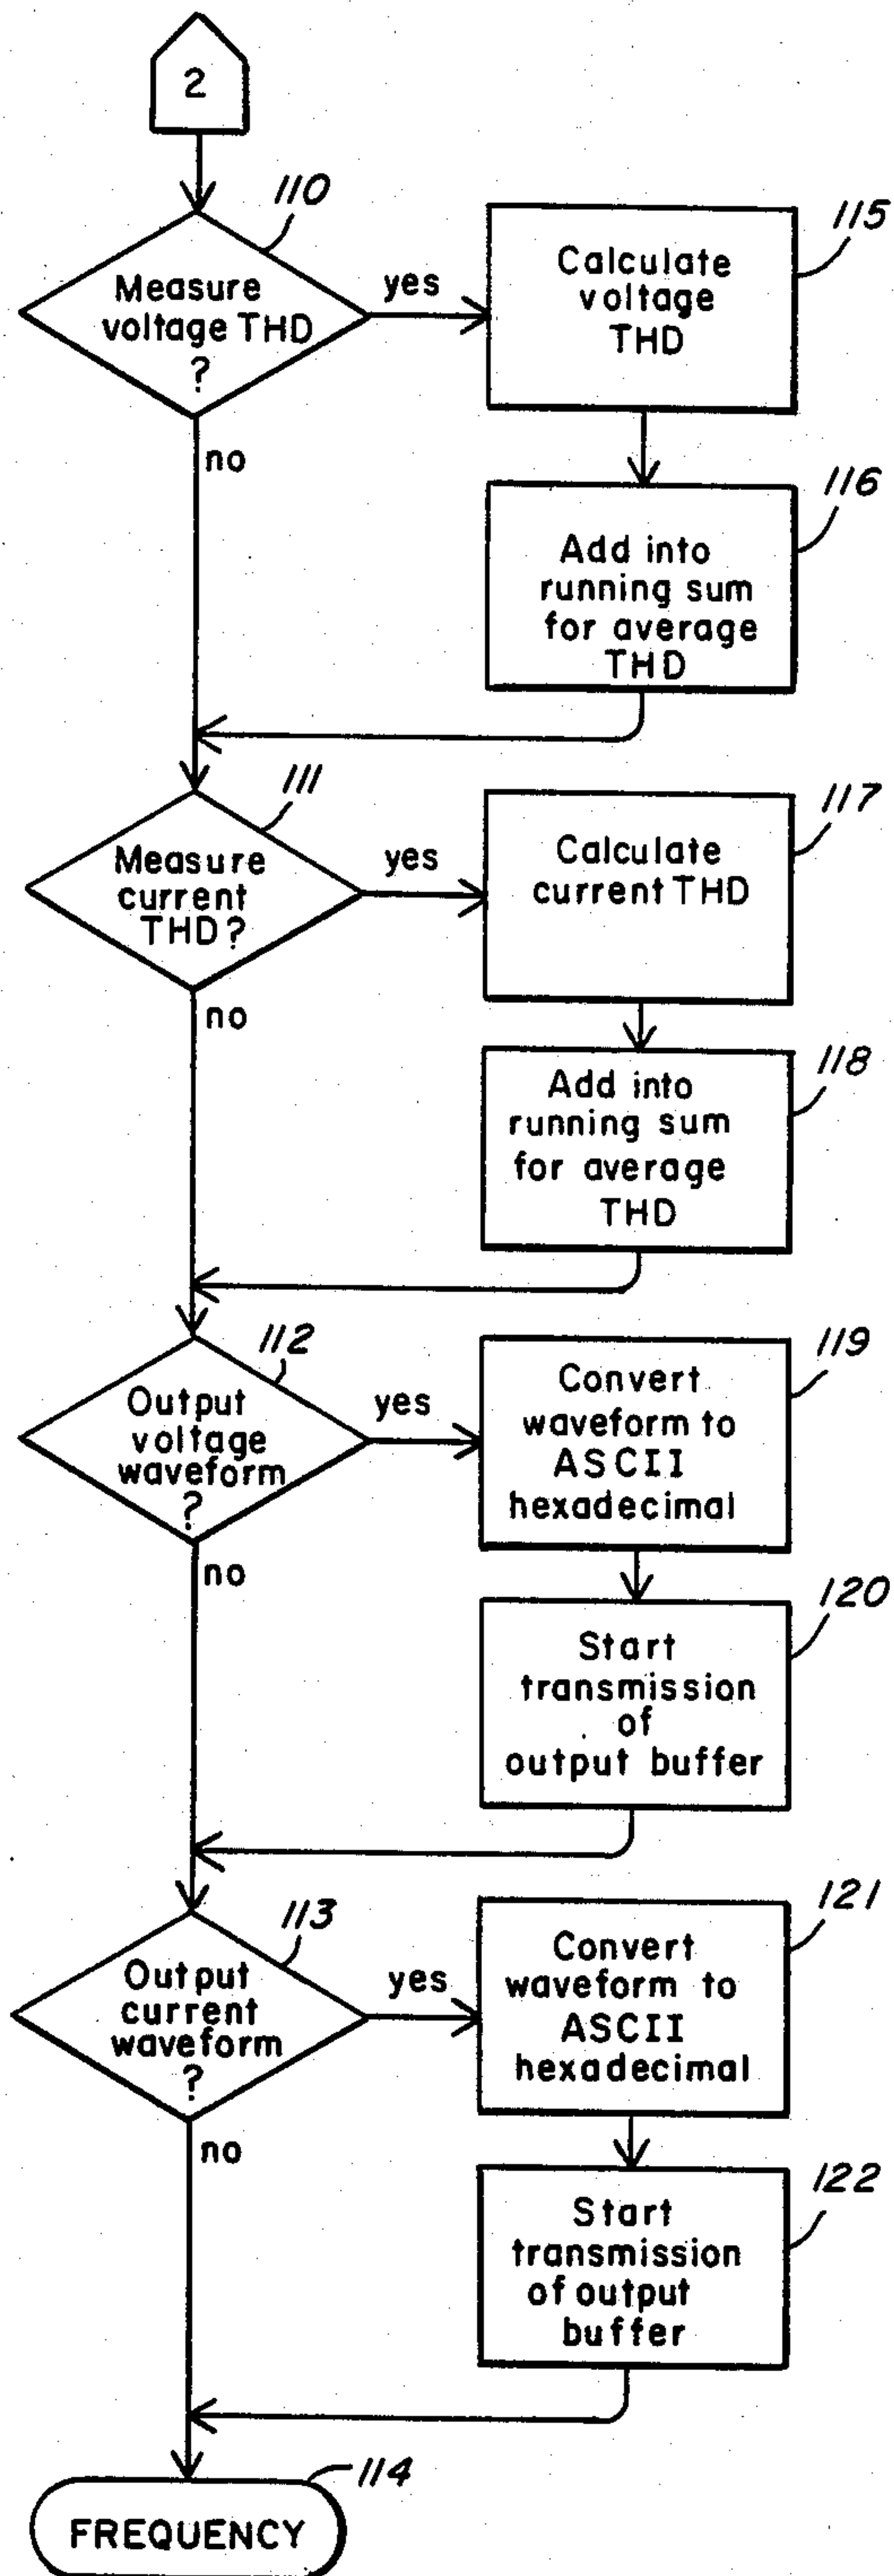 2
110
Measure
voltage THD
?
yes
no
115
Calculate
voltage
THD
116
Add into
running sum
for average
THD
111
Measure
current
THD?
yes
no
117
Calculate
current THD
118
Add into
running sum
for average
THD
112
Output
voltage
waveform
?
yes
no
119
Convert
waveform to
ASCII
hexadecimal
120
Start
transmission
of
output buffer
113
Output
current
waveform
?
yes
no
121
Convert
waveform to
ASCII
hexadecimal
122
Start
transmission
of output
buffer
114
FREQUENCY